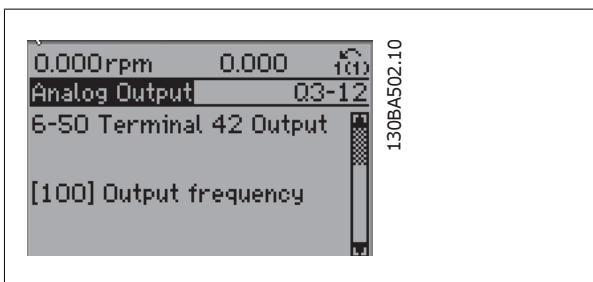 0.000rpm 0.000 1(1)
Analog Output Q3-12
6-50 Terminal 42 Output
[100] Output frequency
130BA502.10